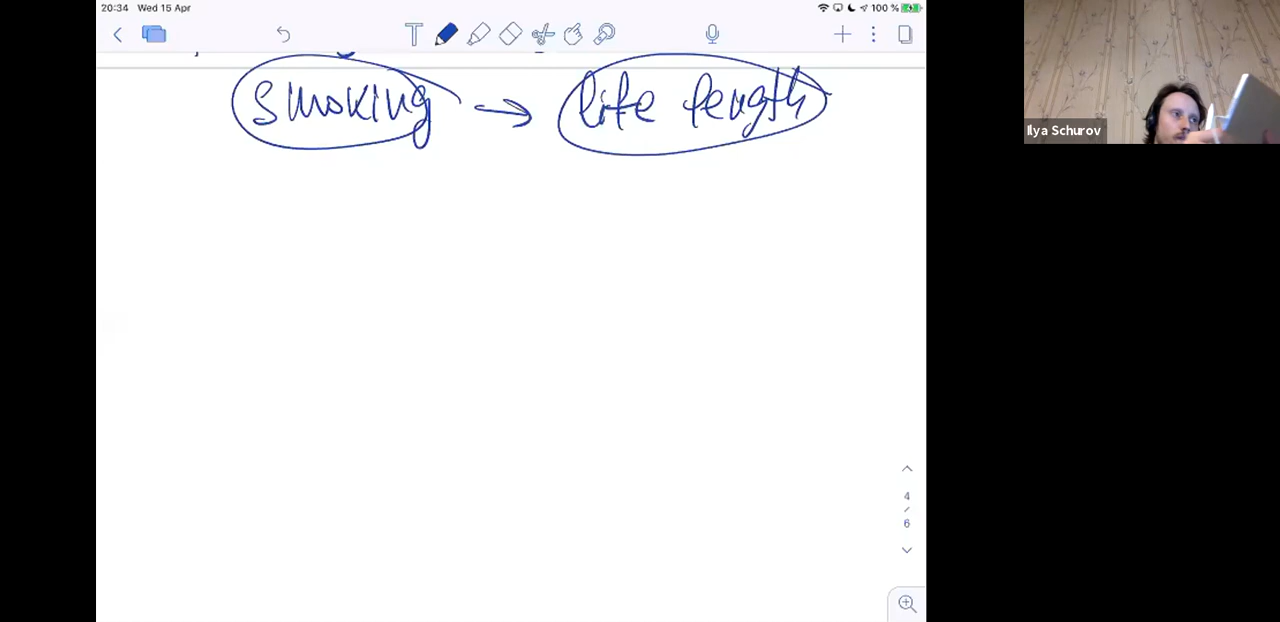 20:34 Wed 15 Apr
100 %
T
smoking → life length
Ilya Schurov
4
/
6